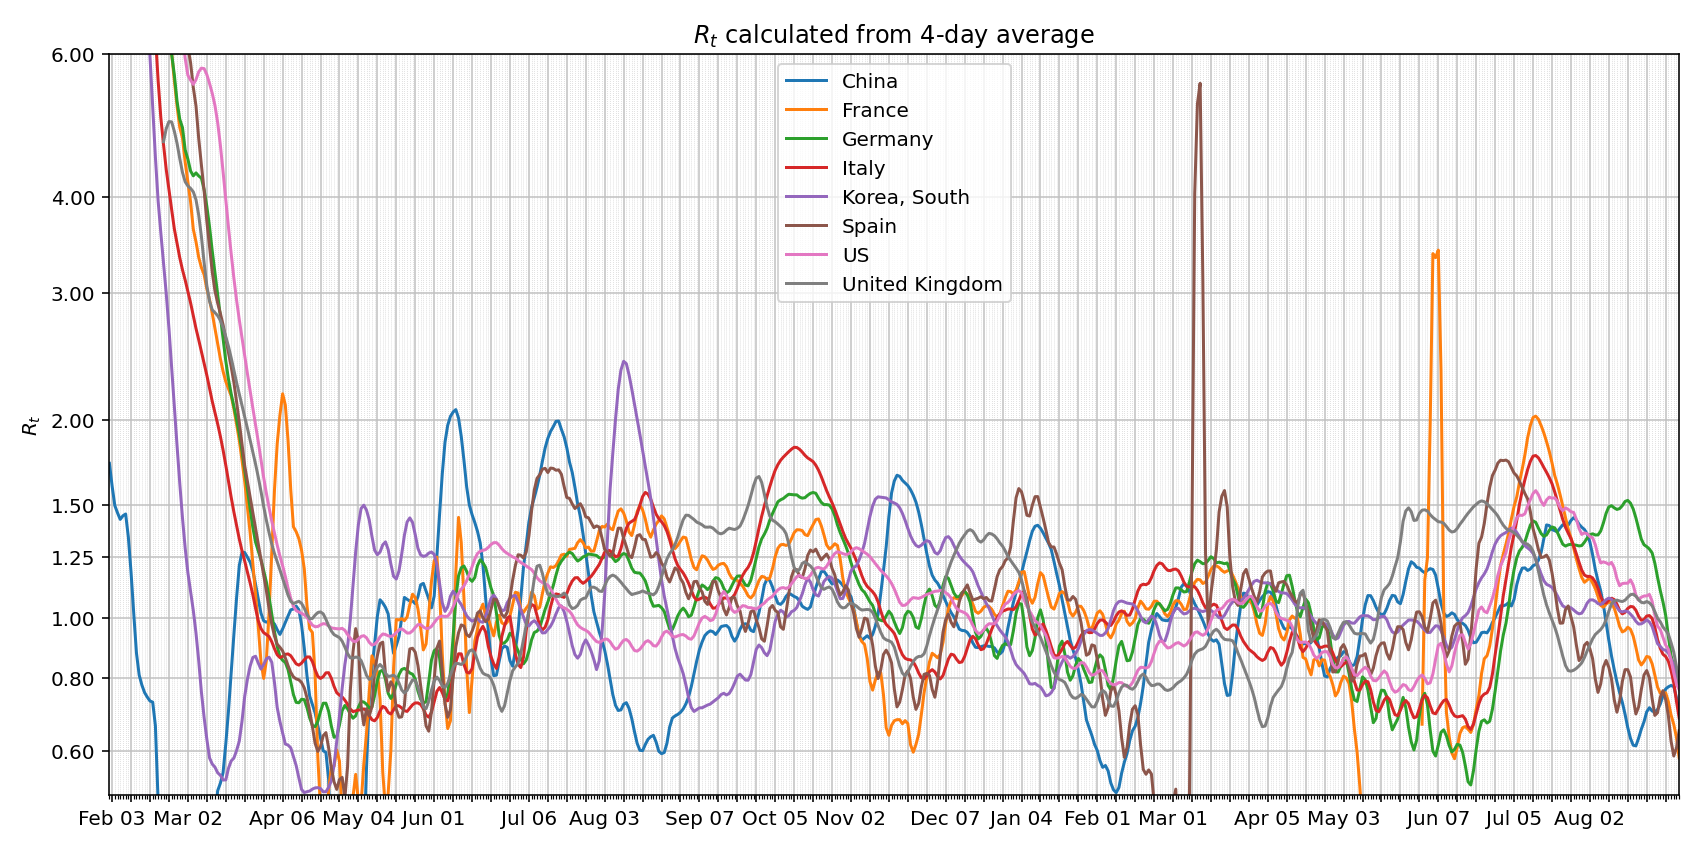 Rt calculated from 4-day average
6.00
4.00
3.00
2.00
1.50
1.25
1.00
0.80
0.60
Rt
China
France
Germany
Italy
Korea, South
Spain
US
United Kingdom
Feb 03 Mar 02 Apr 06 May 04 Jun 01 Jul 06 Aug 03 Sep 07 Oct 05 Nov 02 Dec 07 Jan 04 Feb 01 Mar 01 Apr 05 May 03 Jun 07 Jul 05 Aug 02